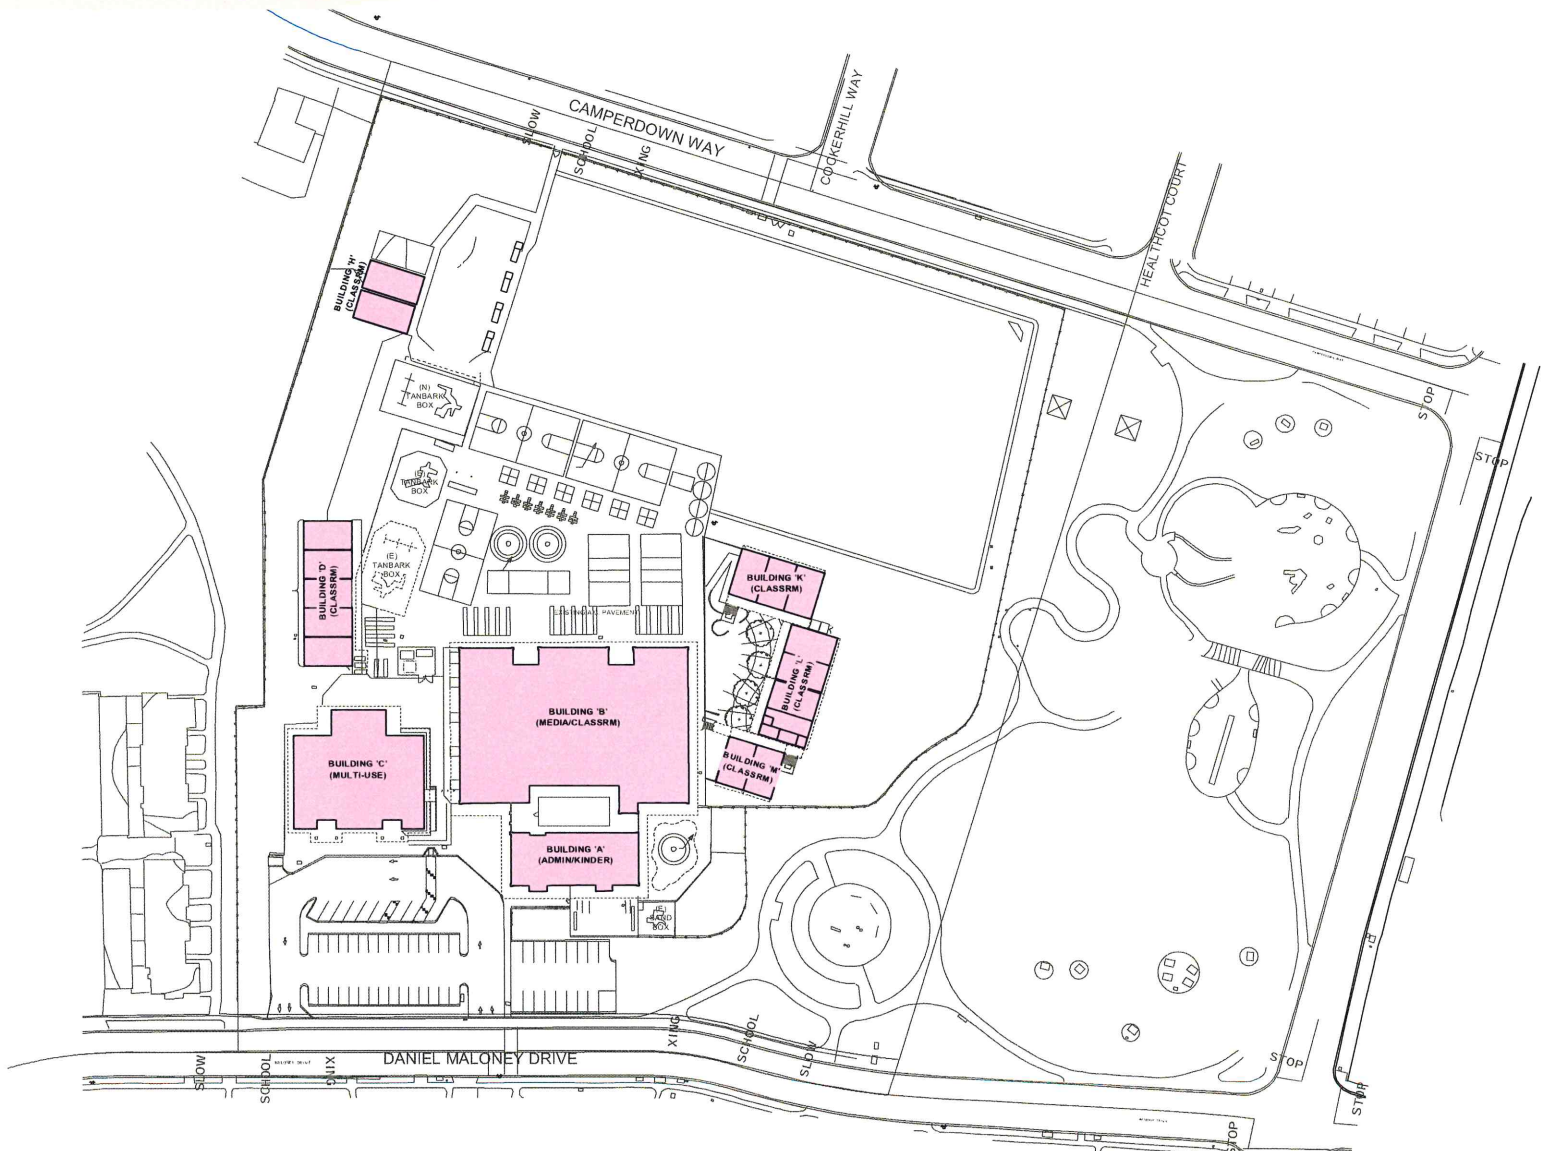 CAMPERDOWN WAY
SLOW
SCHOOL
XING
COCKERHILL WAY
HEALTHCOT COURT
BUILDING 'H'
(CLASSRM)
(N)
TANBARK
BOX
TANBARK
BOX
(E)
TANBARK
BOX
STOP
STOP
BUILDING 'D'
(CLASSRM)
BUILDING 'K'
(CLASSRM)
BUILDING 'L'
(CLASSRM)
BUILDING 'B'
(MEDIA/CLASSRM)
BUILDING 'C'
(MULTI-USE)
BUILDING 'M'
(CLASSRM)
BUILDING 'A'
(ADMIN/KINDER)
(E)
SAND
BOX
XING
SCHOOL
SLOW
DANIEL MALONEY DRIVE
SLOW
SCHOOL
XING
STOP
STOP
STOP